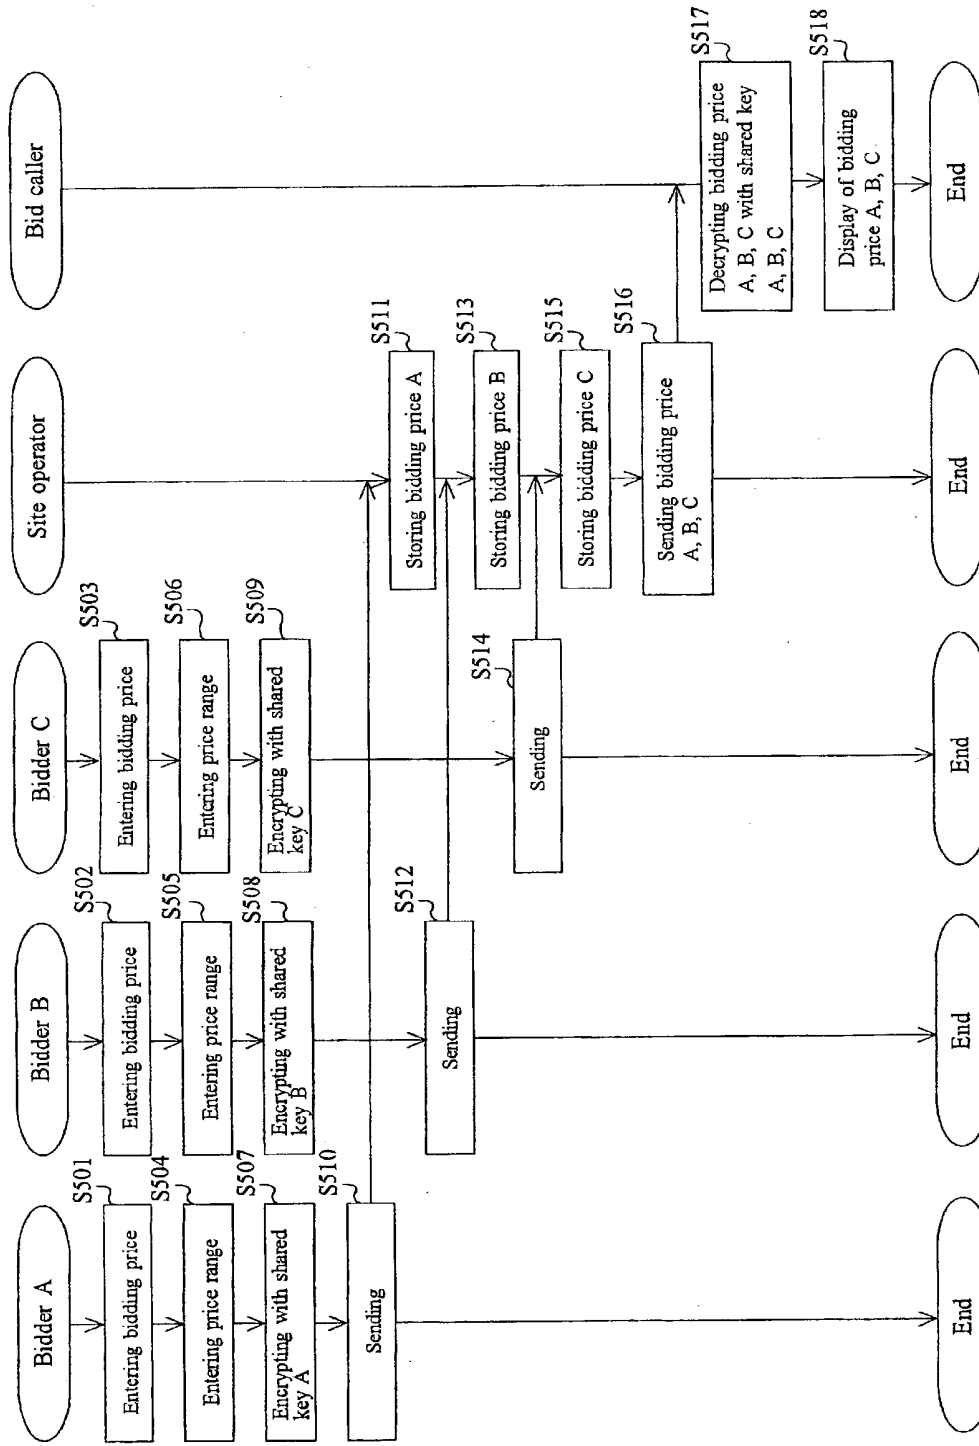 Bidder A
S501
Entering bidding price
S504
Entering price range
S507
Encrypting with shared
key A
S510
Sending
End
Bidder B
S502
Entering bidding price
S505
Entering price range
S508
Encrypting with shared
key B
S512
Sending
End
Bidder C
S503
Entering bidding price
S506
Entering price range
S509
Encrypting with shared
key C
S514
Sending
End
Site operator
S511
Storing bidding price A
S513
Storing bidding price B
S515
Storing bidding price C
S516
Sending bidding price
A, B, C
End
Bid caller
S517
Decrypting bidding price
A, B, C with shared key
A, B, C
S518
Display of bidding
price A, B, C
End